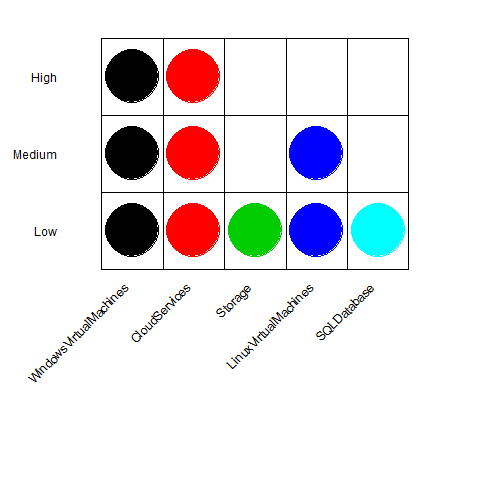 High
Medium
Low
WindowsVirtualMachines
CloudServices
Storage
LinuxVirtualMachines
SQLDatabase